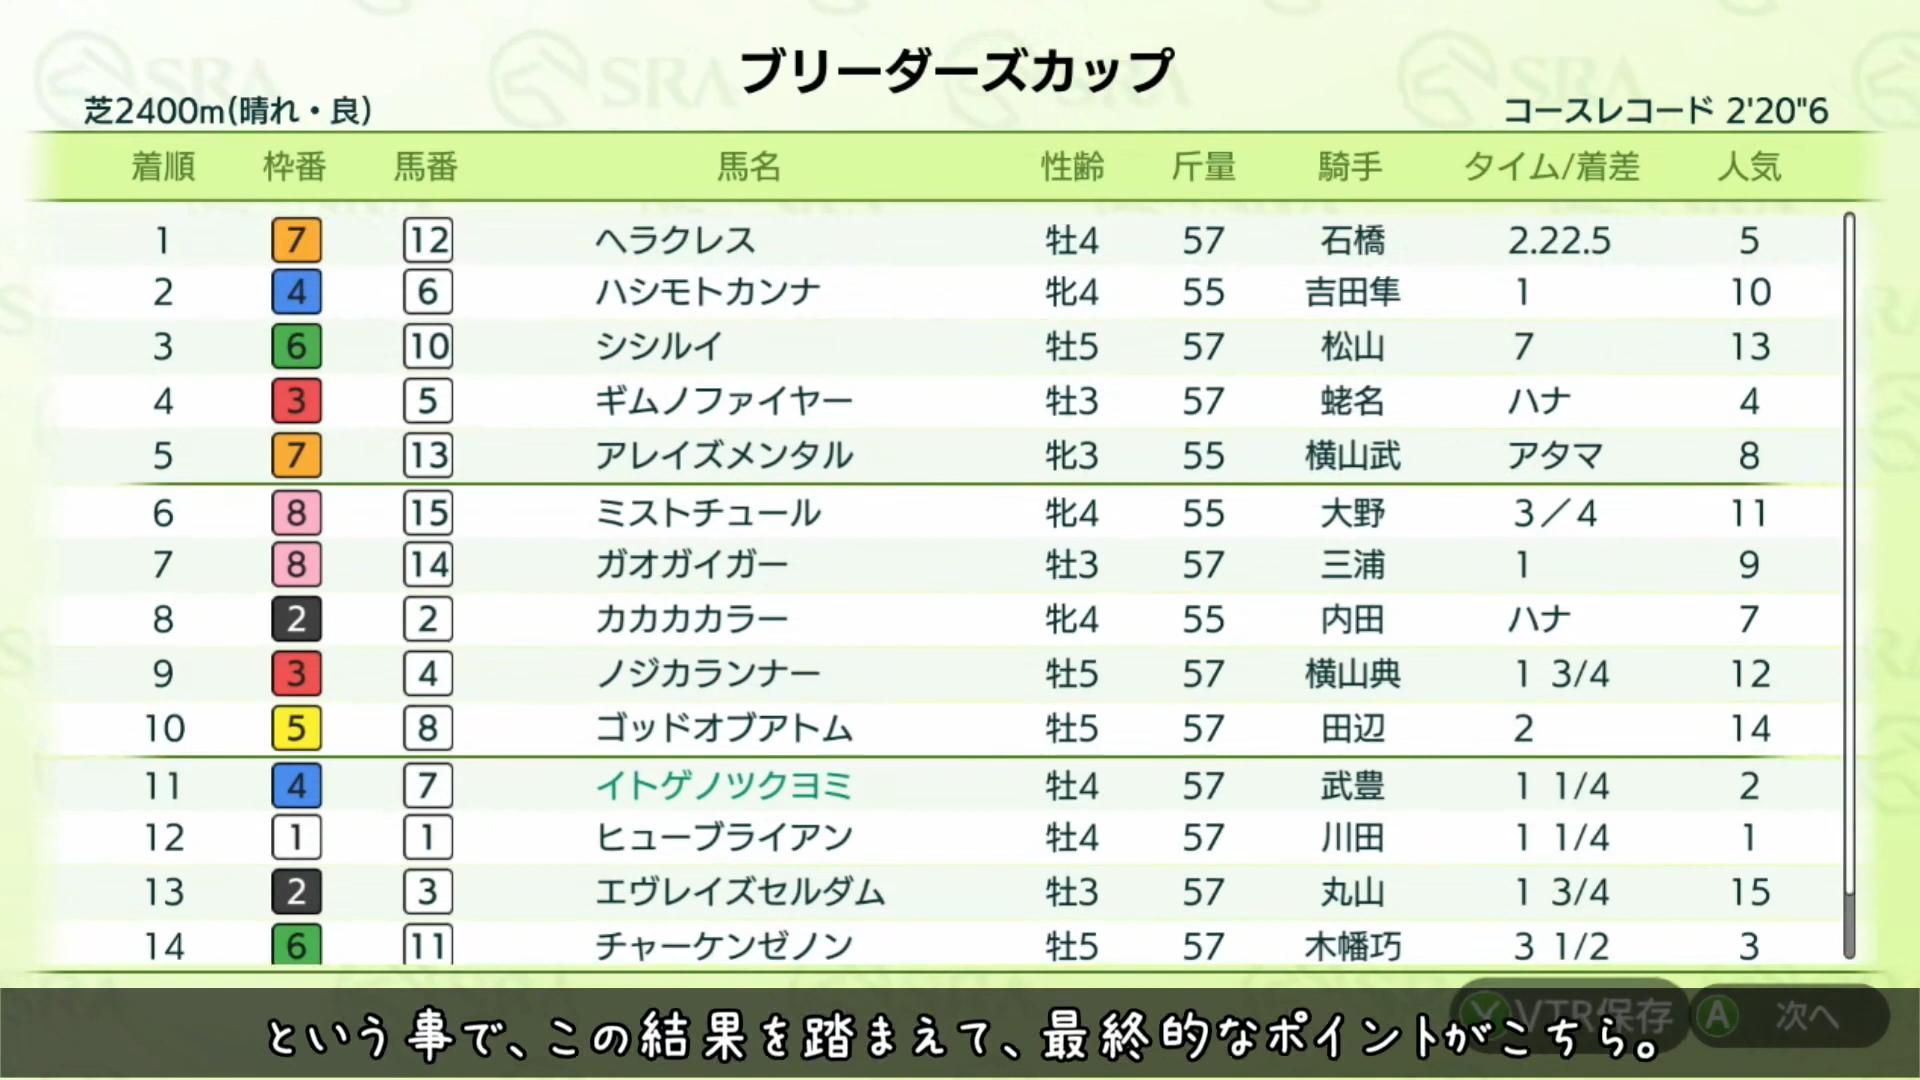 ブリーダーズカップ
芝2400m(晴れ・良)
コースレコード 2'20"6
着順 枠番 馬番 馬名 性齢 斤量 騎手 タイム/着差 人気
1 7 12 ヘラクレス 牡4 57 石橋 2.22.5 5
2 4 6 ハシモトカンナ 牝4 55 吉田隼 1 10
3 6 10 シシルイ 牡5 57 松山 7 13
4 3 5 ギムノファイヤー 牡3 57 蛯名 ハナ 4
5 7 13 アレイズメンタル 牝3 55 横山武 アタマ 8
6 8 15 ミストチュール 牝4 55 大野 3/4 11
7 8 14 ガオガイガー 牡3 57 三浦 1 9
8 2 2 カカカカラー 牝4 55 内田 ハナ 7
9 3 4 ノジカランナー 牡5 57 横山典 1 3/4 12
10 5 8 ゴッドオブアトム 牡5 57 田辺 2 14
11 4 7 イトゲノツクヨミ 牡4 57 武豊 1 1/4 2
12 1 1 ヒューブライアン 牡4 57 川田 1 1/4 1
13 2 3 エヴレイズセルダム 牡3 57 丸山 1 3/4 15
14 6 11 チャーケンゼノン 牡5 57 木幡巧 3 1/2 3
Y VTR保存 A 次へ
という事で、この結果を踏まえて、最終的なポイントがこちら。